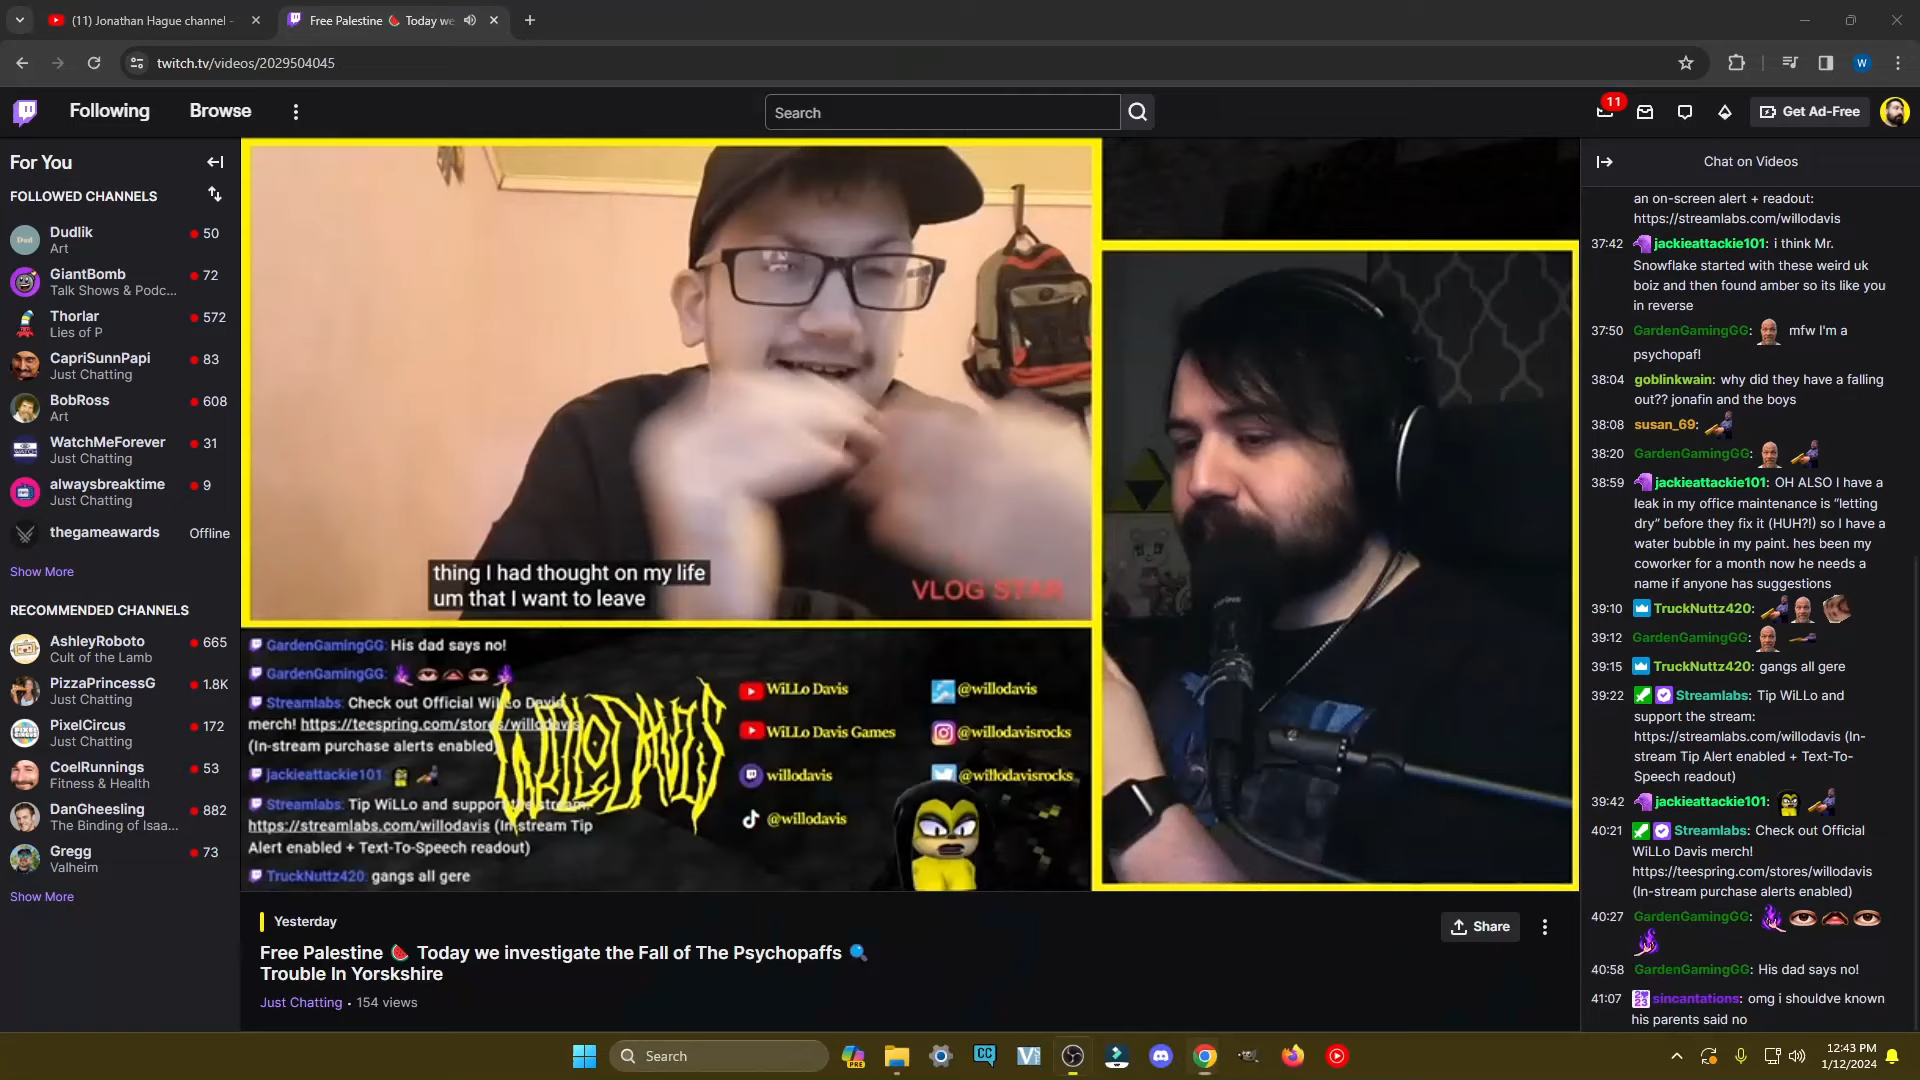 (11) Jonathan Hague channel -
Free Palestine 🍉 Today we
twitch.tv/videos/2029504045
W
Following
Browse
Search
11
Get Ad-Free
For You
FOLLOWED CHANNELS
Dudlik
50
Art
GiantBomb
72
Talk Shows & Podc...
Thorlar
572
Lies of P
CapriSunnPapi
83
Just Chatting
BobRoss
608
Art
WatchMeForever
31
Just Chatting
alwaysbreaktime
9
Just Chatting
thegameawards
Offline
Show More
RECOMMENDED CHANNELS
AshleyRoboto
665
Cult of the Lamb
PizzaPrincessG
1.8K
Just Chatting
PixelCircus
172
Just Chatting
CoelRunnings
53
Fitness & Health
DanGheesling
882
The Binding of Isaa...
Gregg
73
Valheim
Show More
thing I had thought on my life
um that I want to leave
VLOG STAR
GardenGamingGG: His dad says no!
GardenGamingGG:
Streamlabs: Check out Official WiLLo Davis
merch! https://teespring.com/stores/willodavis
(In-stream purchase alerts enabled)
jackieattackie101:
Streamlabs: Tip WiLLo and support the stream:
https://streamlabs.com/willodavis (In-stream Tip
Alert enabled + Text-To-Speech readout)
TruckNuttz420: gangs all gere
WILLODAVIS
WiLLo Davis
WiLLo Davis Games
willodavis
@willodavis
@willodavis
@willodavisrocks
@willodavisrocks
Yesterday
Share
Free Palestine 🍉 Today we investigate the Fall of The Psychopaffs 🔍
Trouble In Yorskshire
Just Chatting • 154 views
Chat on Videos
an on-screen alert + readout:
https://streamlabs.com/willodavis
37:42 jackieattackie101: i think Mr.
Snowflake started with these weird uk
boiz and then found amber so its like you
in reverse
37:50 GardenGamingGG: mfw I'm a
psychopaf!
38:04 goblinkwain: why did they have a falling
out?? jonafin and the boys
38:08 susan_69:
38:20 GardenGamingGG:
38:59 jackieattackie101: OH ALSO I have a
leak in my office maintenance is "letting
dry" before they fix it (HUH?!) so I have a
water bubble in my paint. hes been my
coworker for a month now he needs a
name if anyone has suggestions
39:10 TruckNuttz420:
39:12 GardenGamingGG:
39:15 TruckNuttz420: gangs all gere
39:22 Streamlabs: Tip WiLLo and
support the stream:
https://streamlabs.com/willodavis (In-
stream Tip Alert enabled + Text-To-
Speech readout)
39:42 jackieattackie101:
40:21 Streamlabs: Check out Official
WiLLo Davis merch!
https://teespring.com/stores/willodavis
(In-stream purchase alerts enabled)
40:27 GardenGamingGG:
40:58 GardenGamingGG: His dad says no!
41:07 sincantations: omg i shouldve known
his parents said no
Search
12:43 PM
1/12/2024